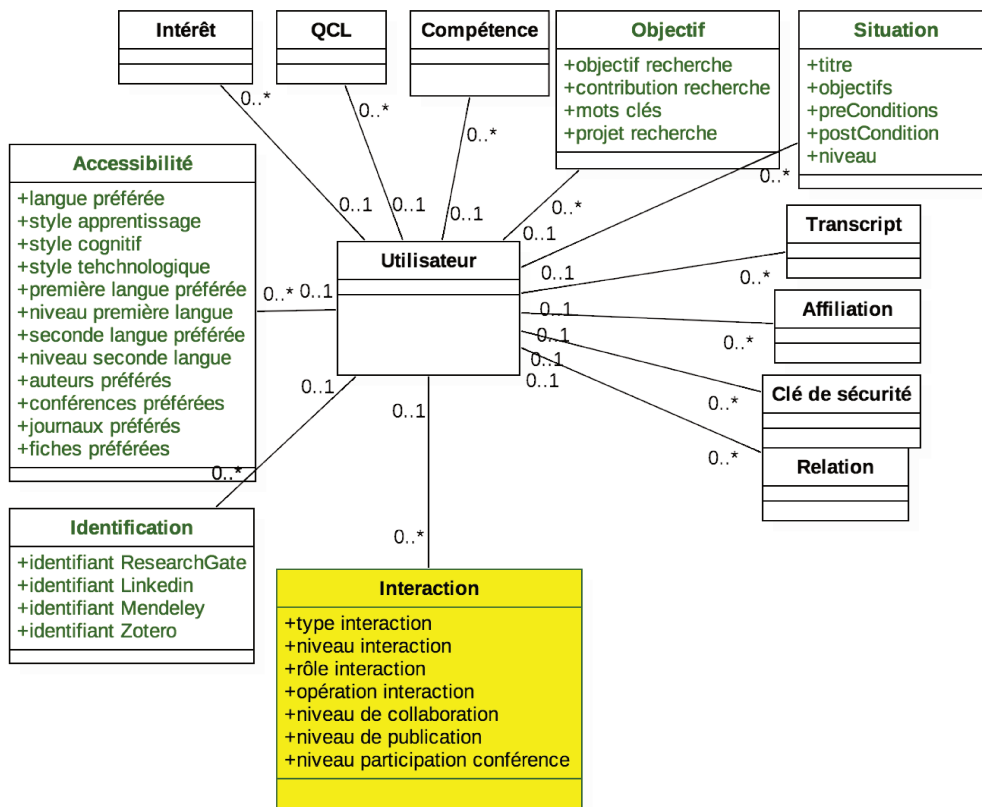 Intérêt
QCL
Compétence
Objectif
+objectif recherche
+contribution recherche
+mots clés
+projet recherche
Situation
+titre
+objectifs
+preConditions
+postCondition
+niveau
0..*
0..*
0..*
0..*
0..*
Accessibilité
+langue préférée
+style apprentissage
+style cognitif
+style tehchnologique
+première langue préférée
+niveau première langue
+seconde langue préférée
+niveau seconde langue
+auteurs préférés
+conférences préférées
+journaux préférés
+fiches préférées
0..1
0..1
0..1
0..1
0..1
Utilisateur
Transcript
0..*
0..* 0..1
0..1
Affiliation
0..*
0..1
0..1
0..1
Clé de sécurité
0..*
0..1
0..1
Relation
0..*
0..*
Identification
+identifiant ResearchGate
+identifiant Linkedin
+identifiant Mendeley
+identifiant Zotero
0..*
Interaction
+type interaction
+niveau interaction
+rôle interaction
+opération interaction
+niveau de collaboration
+niveau de publication
+niveau participation conférence